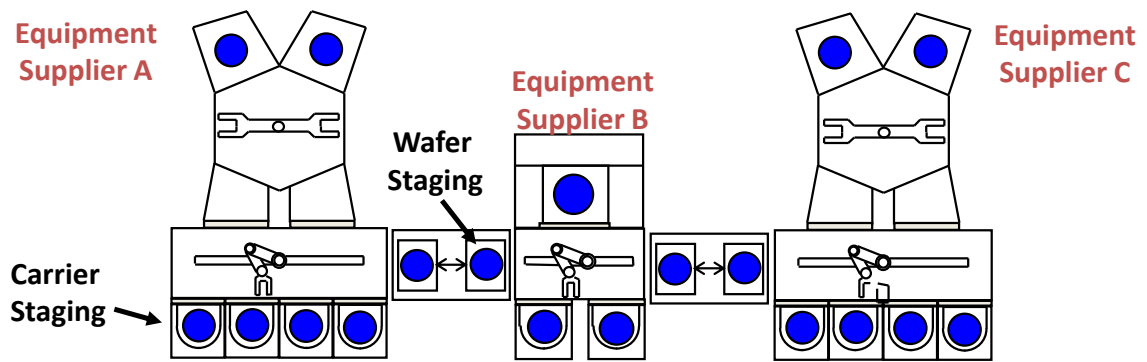 Equipment
Supplier A
Equipment
Supplier B
Equipment
Supplier C
Wafer
Staging
Carrier
Staging